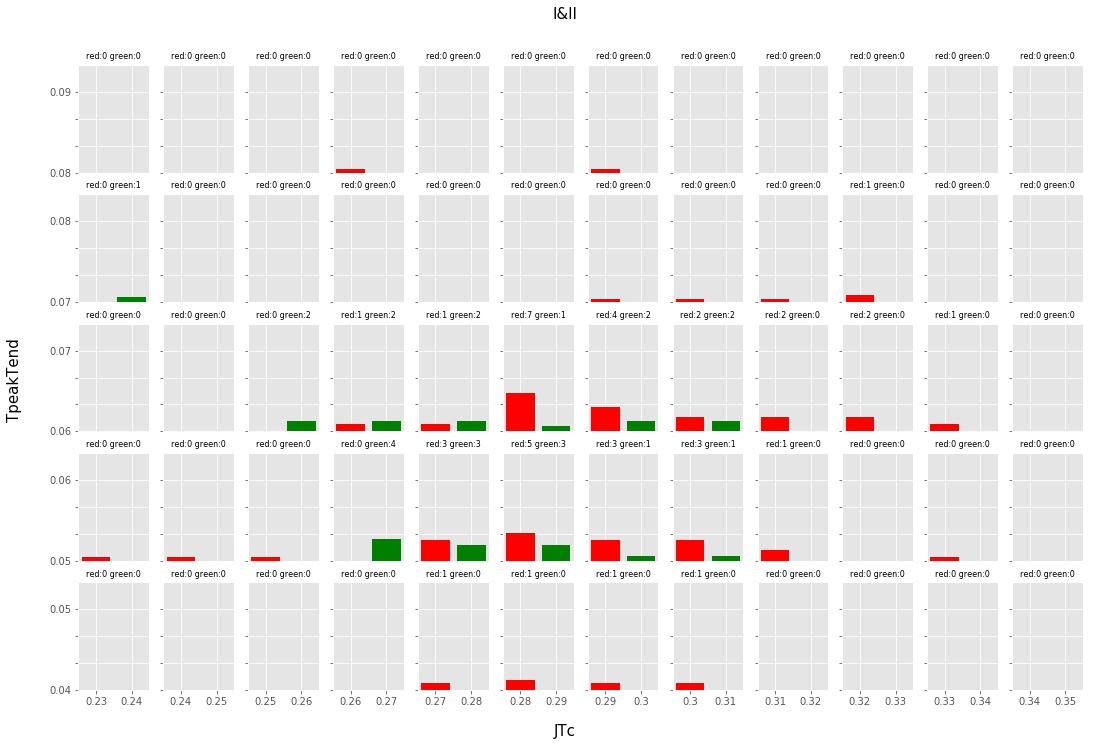 I&II
red:0 green:0 red:0 green:0 red:0 green:0 red:0 green:0 red:0 green:0 red:0 green:0 red:0 green:0 red:0 green:0 red:0 green:0 red:0 green:0 red:0 green:0 red:0 green:0
0.09
0.08
red:0 green:1 red:0 green:0 red:0 green:0 red:0 green:0 red:0 green:0 red:0 green:0 red:0 green:0 red:0 green:0 red:0 green:0 red:1 green:0 red:0 green:0 red:0 green:0
0.08
0.07
red:0 green:0 red:0 green:0 red:0 green:2 red:1 green:2 red:1 green:2 red:7 green:1 red:4 green:2 red:2 green:2 red:2 green:0 red:2 green:0 red:1 green:0 red:0 green:0
0.07
0.06
TpeakTend
red:0 green:0 red:0 green:0 red:0 green:0 red:0 green:4 red:3 green:3 red:5 green:3 red:3 green:1 red:3 green:1 red:1 green:0 red:0 green:0 red:0 green:0 red:0 green:0
0.06
0.05
red:0 green:0 red:0 green:0 red:0 green:0 red:0 green:0 red:1 green:0 red:1 green:0 red:1 green:0 red:1 green:0 red:0 green:0 red:0 green:0 red:0 green:0 red:0 green:0
0.05
0.04
0.23 0.24 0.24 0.25 0.25 0.26 0.26 0.27 0.27 0.28 0.28 0.29 0.29 0.3 0.3 0.31 0.31 0.32 0.32 0.33 0.33 0.34 0.34 0.35
JTc